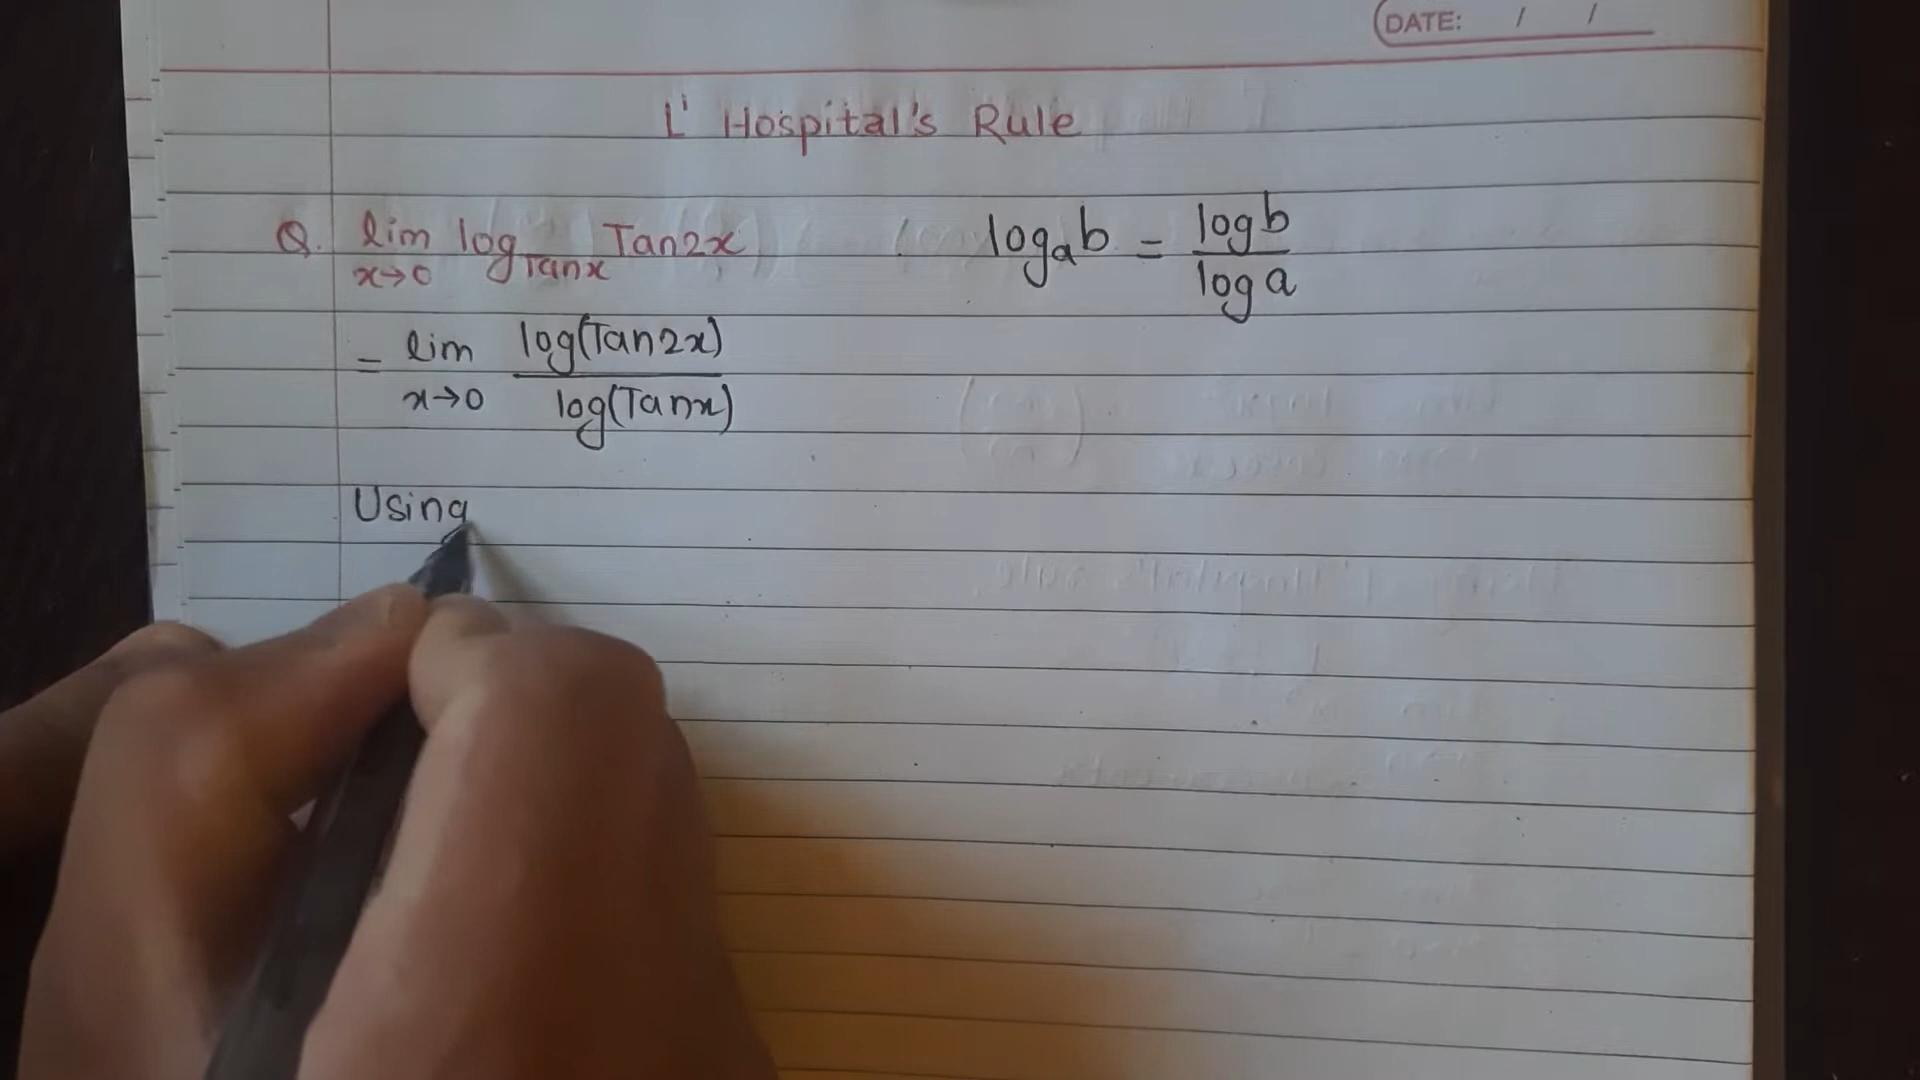 DATE: / /
L' Hospital's Rule
Q. lim x→0 log_Tanx Tan2x
log_a b = log b / log a
= lim x→0 log(Tan2x) / log(Tanx)
Using